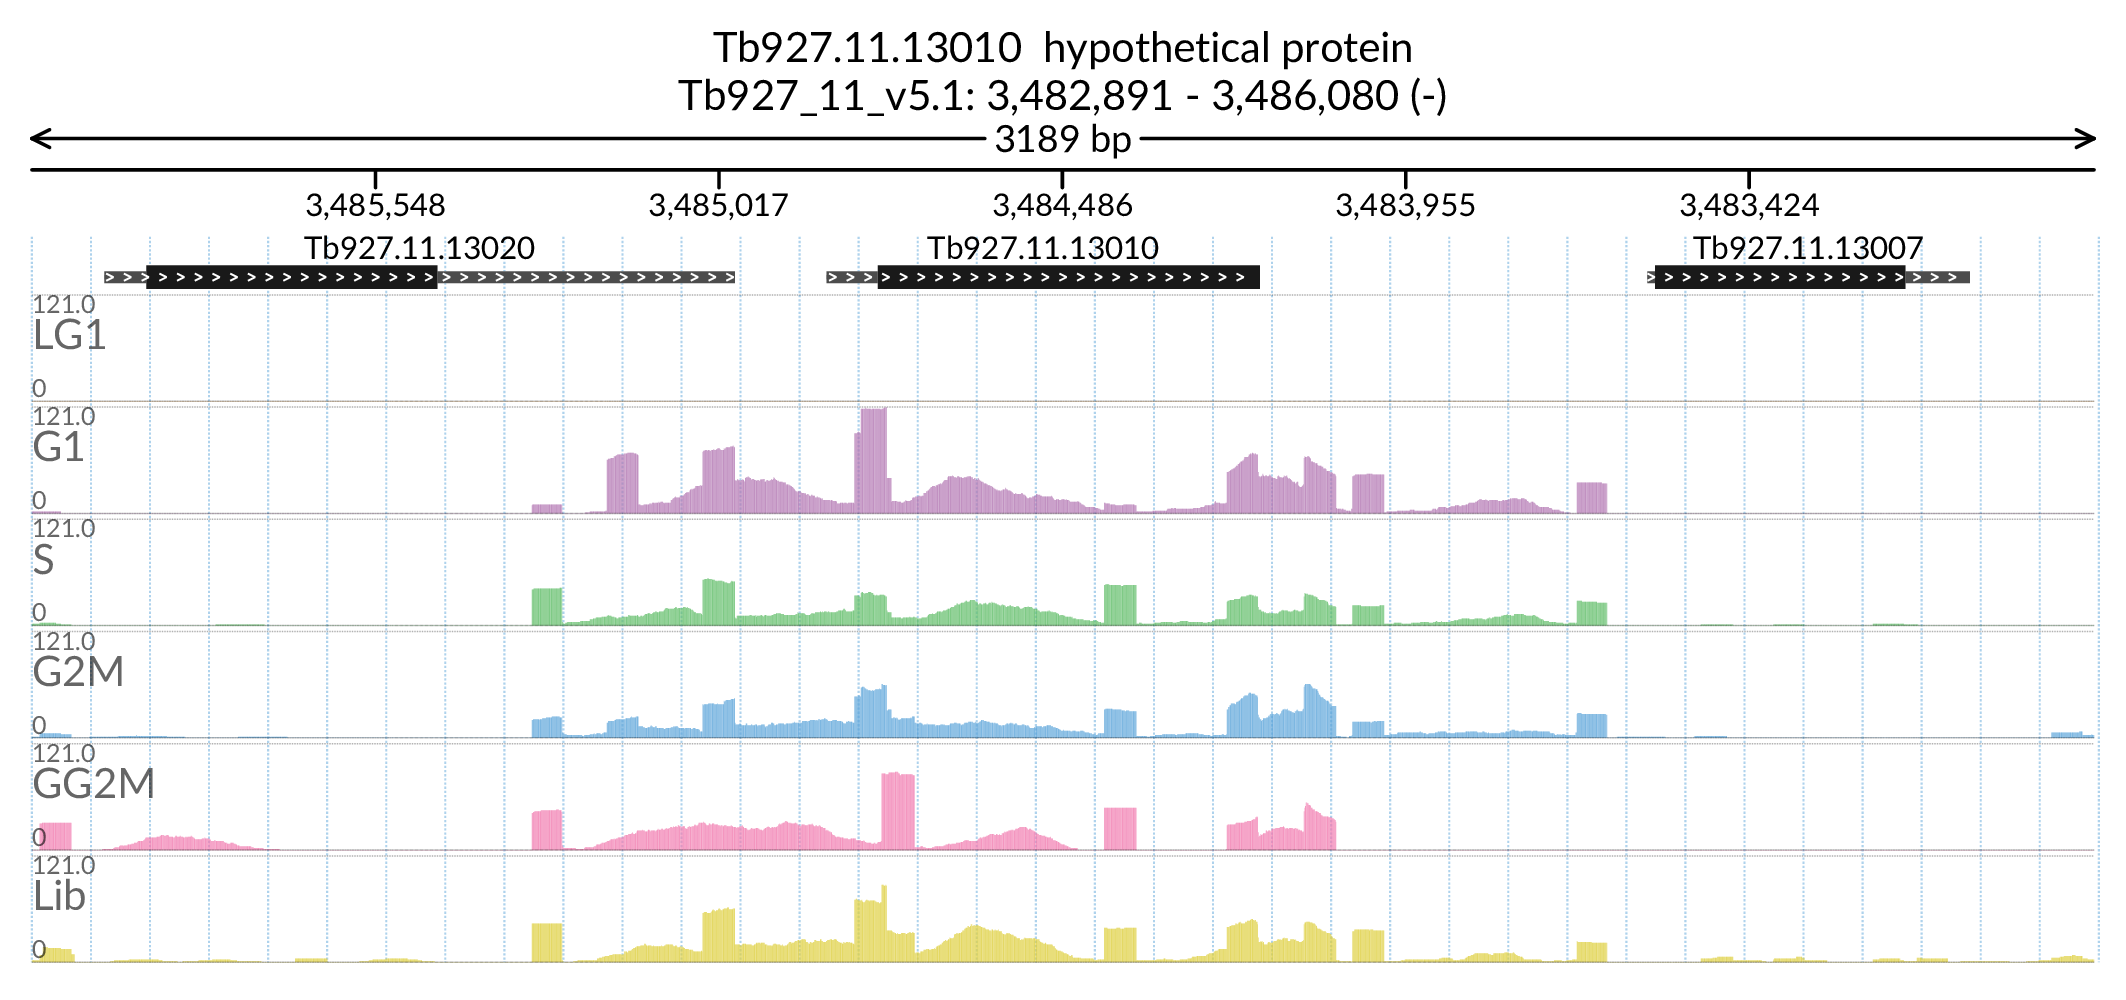 Tb927.11.13010 hypothetical protein
Tb927_11_v5.1: 3,482,891 - 3,486,080 (-)
3189 bp
3,485,548 3,485,017 3,484,486 3,483,955 3,483,424
Tb927.11.13020 Tb927.11.13010 Tb927.11.13007
121.0
LG1
0
121.0
G1
0
121.0
S
0
121.0
G2M
0
121.0
GG2M
0
121.0
Lib
0